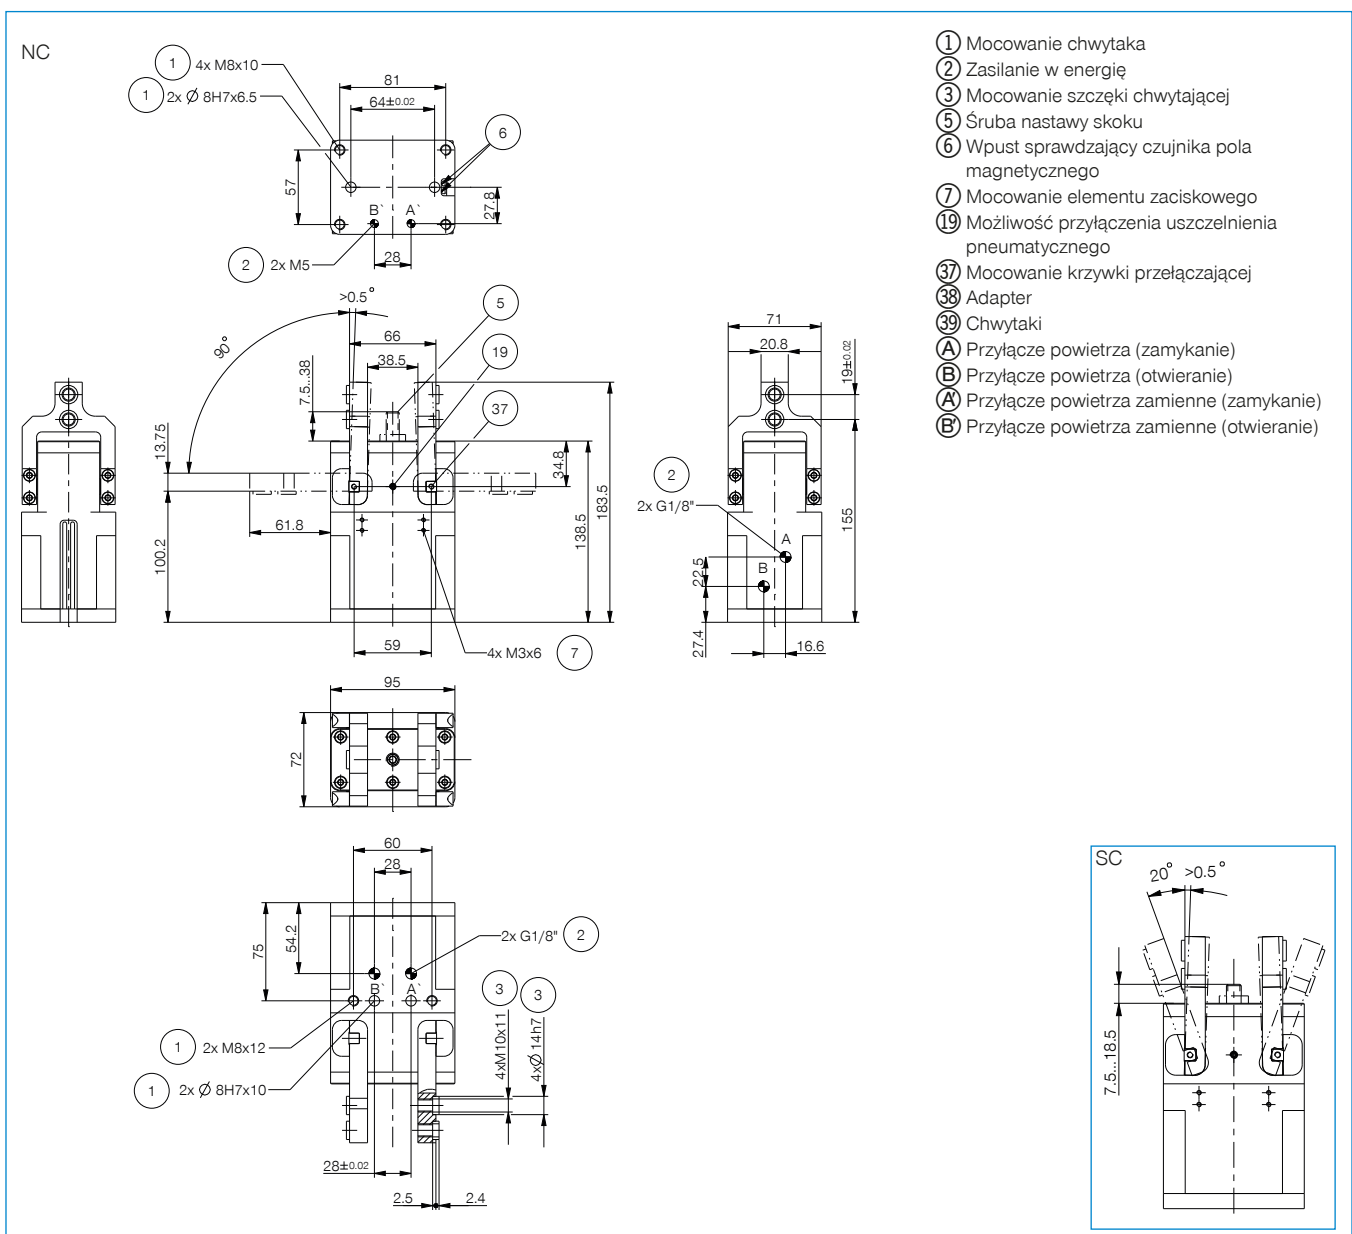 NC
1 4x M8x10
1 2x Ø 8H7x6.5
81
64±0.02
6
57
27.8
B` A`
2 2x M5
28
>0.5°
90°
66
38.5
7.5...38
5
19
37
13.75
100.2
61.8
34.8
138.5
183.5
59
4x M3x6 7
71
20.8
19±0.02
2
2x G1/8"
A
B
155
22.5
27.4
16.6
95
72
60
28
75
54.2
2x G1/8" 2
B` A`
3 3
4xM10x11
4xØ 14h7
1 2x M8x12
1 2x Ø 8H7x10
28±0.02
2.5 2.4
1 Mocowanie chwytaka
2 Zasilanie w energię
3 Mocowanie szczęki chwytającej
5 Śruba nastawy skoku
6 Wpust sprawdzający czujnika pola
magnetycznego
7 Mocowanie elementu zaciskowego
19 Możliwość przyłączenia uszczelnienia
pneumatycznego
37 Mocowanie krzywki przełączającej
38 Adapter
39 Chwytaki
A Przyłącze powietrza (zamykanie)
B Przyłącze powietrza (otwieranie)
A' Przyłącze powietrza zamienne (zamykanie)
B' Przyłącze powietrza zamienne (otwieranie)
SC
20° >0.5°
7.5...18.5